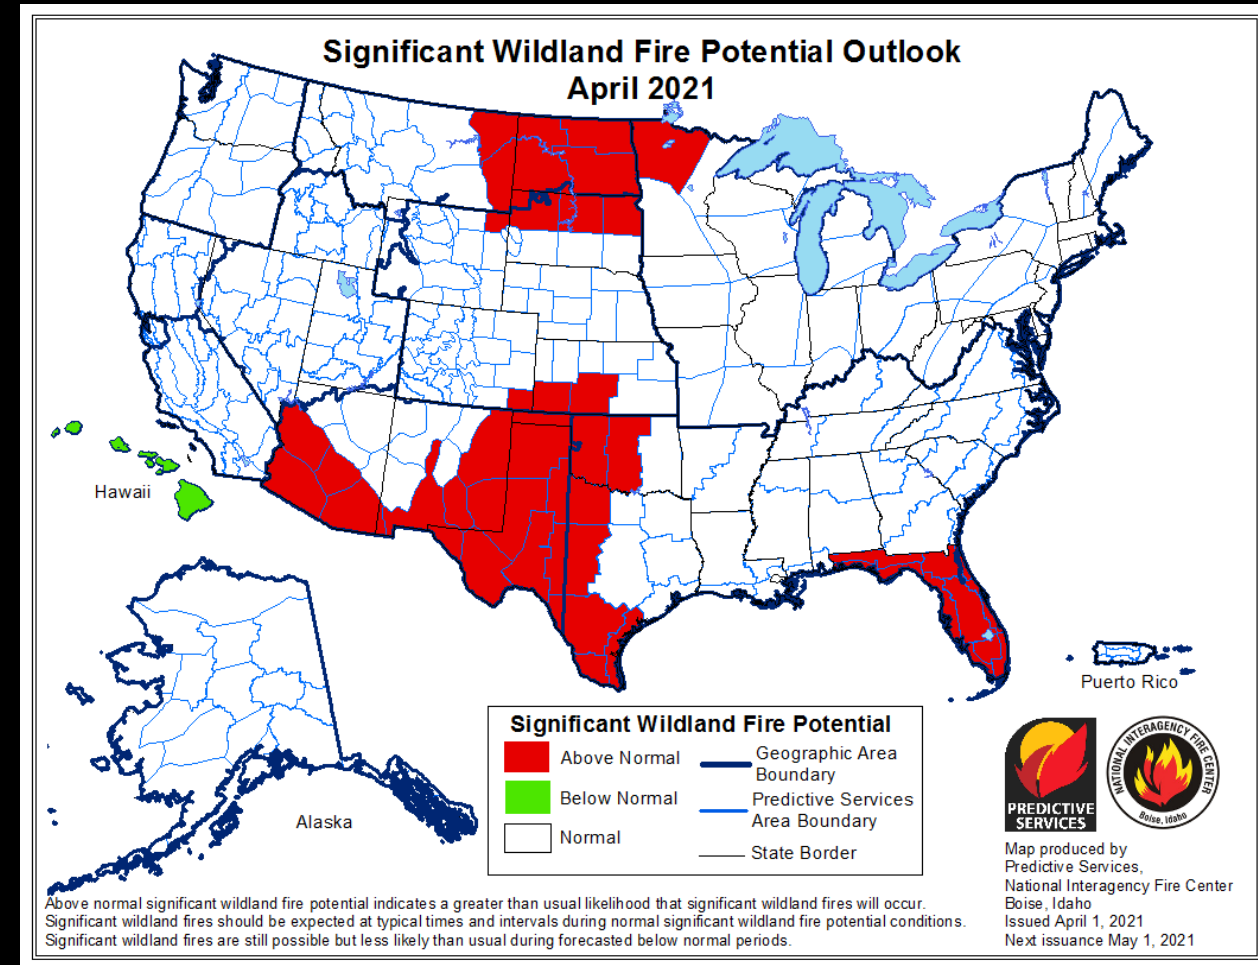 Significant Wildland Fire Potential Outlook
April 2021
Hawaii
Alaska
Puerto Rico
Significant Wildland Fire Potential
Above Normal
Below Normal
Normal
Geographic Area
Boundary
Predictive Services
Area Boundary
State Border
PREDICTIVE
SERVICES
NATIONAL INTERAGENCY FIRE CENTER
Boise, Idaho
Map produced by
Predictive Services,
National Interagency Fire Center
Boise, Idaho
Issued April 1, 2021
Next issuance May 1, 2021
Above normal significant wildland fire potential indicates a greater than usual likelihood that significant wildland fires will occur.
Significant wildland fires should be expected at typical times and intervals during normal significant wildland fire potential conditions.
Significant wildland fires are still possible but less likely than usual during forecasted below normal periods.